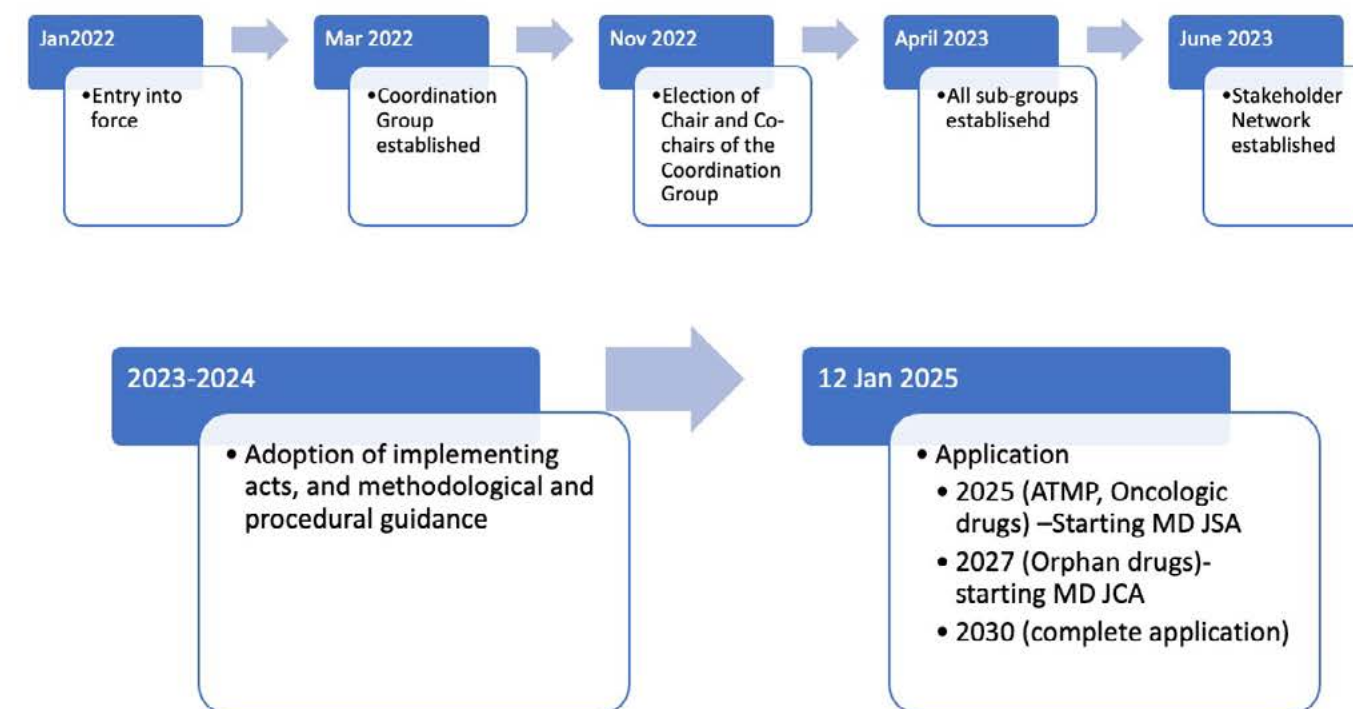 Jan2022
•Entry into
force
Mar 2022
•Coordination
Group
established
Nov 2022
•Election of
Chair and Co-
chairs of the
Coordination
Group
April 2023
•All sub-groups
establisehd
June 2023
•Stakeholder
Network
established
2023-2024
• Adoption of implementing
acts, and methodological and
procedural guidance
12 Jan 2025
• Application
• 2025 (ATMP, Oncologic
drugs) –Starting MD JSA
• 2027 (Orphan drugs)-
starting MD JCA
• 2030 (complete application)